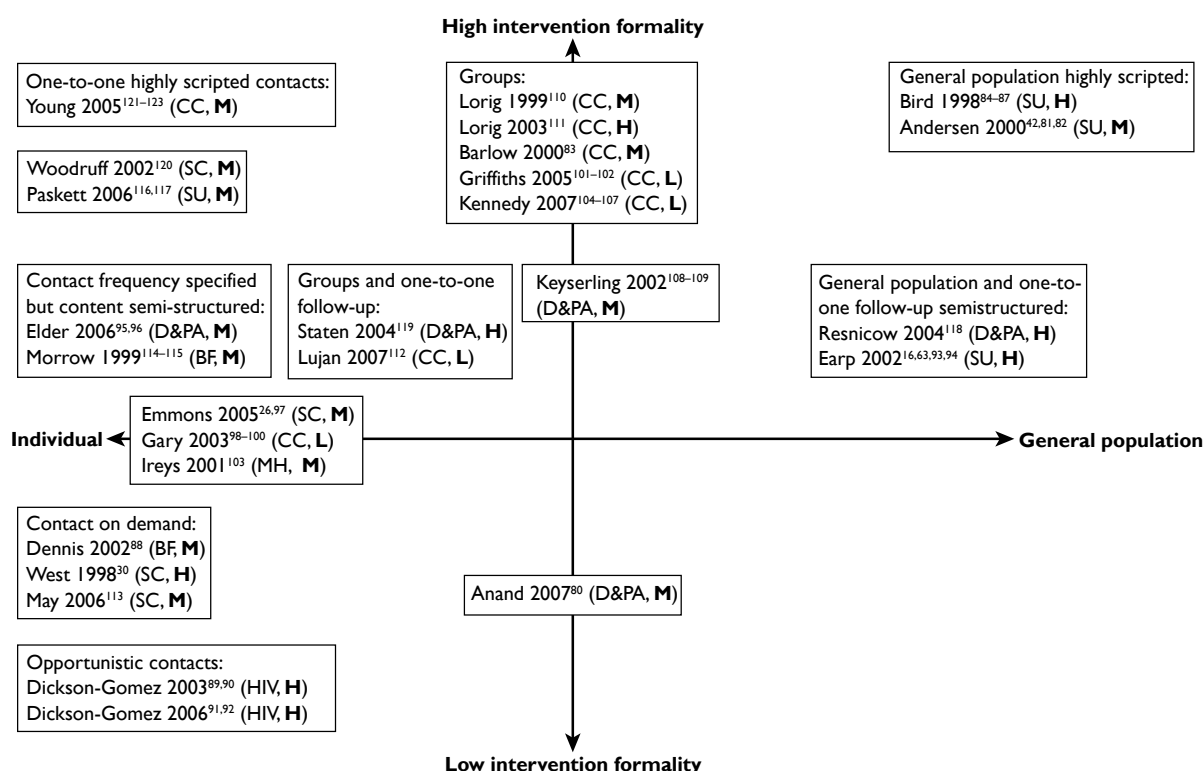 High intervention formality
One-to-one highly scripted contacts:
Young 2005121–123 (CC, M)
Woodruff 2002120 (SC, M)
Paskett 2006116,117 (SU, M)
Groups:
Lorig 1999110 (CC, M)
Lorig 2003111 (CC, H)
Barlow 200083 (CC, M)
Griffiths 2005101–102 (CC, L)
Kennedy 2007104–107 (CC, L)
General population highly scripted:
Bird 199884–87 (SU, H)
Andersen 200042,81,82 (SU, M)
Contact frequency specified
but content semi-structured:
Elder 200695,96 (D&PA, M)
Morrow 1999114–115 (BF, M)
Groups and one-to-one
follow-up:
Staten 2004119 (D&PA, H)
Lujan 2007112 (CC, L)
Keyserling 2002108–109
(D&PA, M)
General population and one-to-
one follow-up semistructured:
Resnicow 2004118 (D&PA, H)
Earp 200216,63,93,94 (SU, H)
Individual
Emmons 200526,97 (SC, M)
Gary 200398–100 (CC, L)
Ireys 2001103 (MH, M)
General population
Contact on demand:
Dennis 200288 (BF, M)
West 199830 (SC, H)
May 2006113 (SC, M)
Anand 200780 (D&PA, M)
Opportunistic contacts:
Dickson-Gomez 200389,90 (HIV, H)
Dickson-Gomez 200691,92 (HIV, H)
Low intervention formality